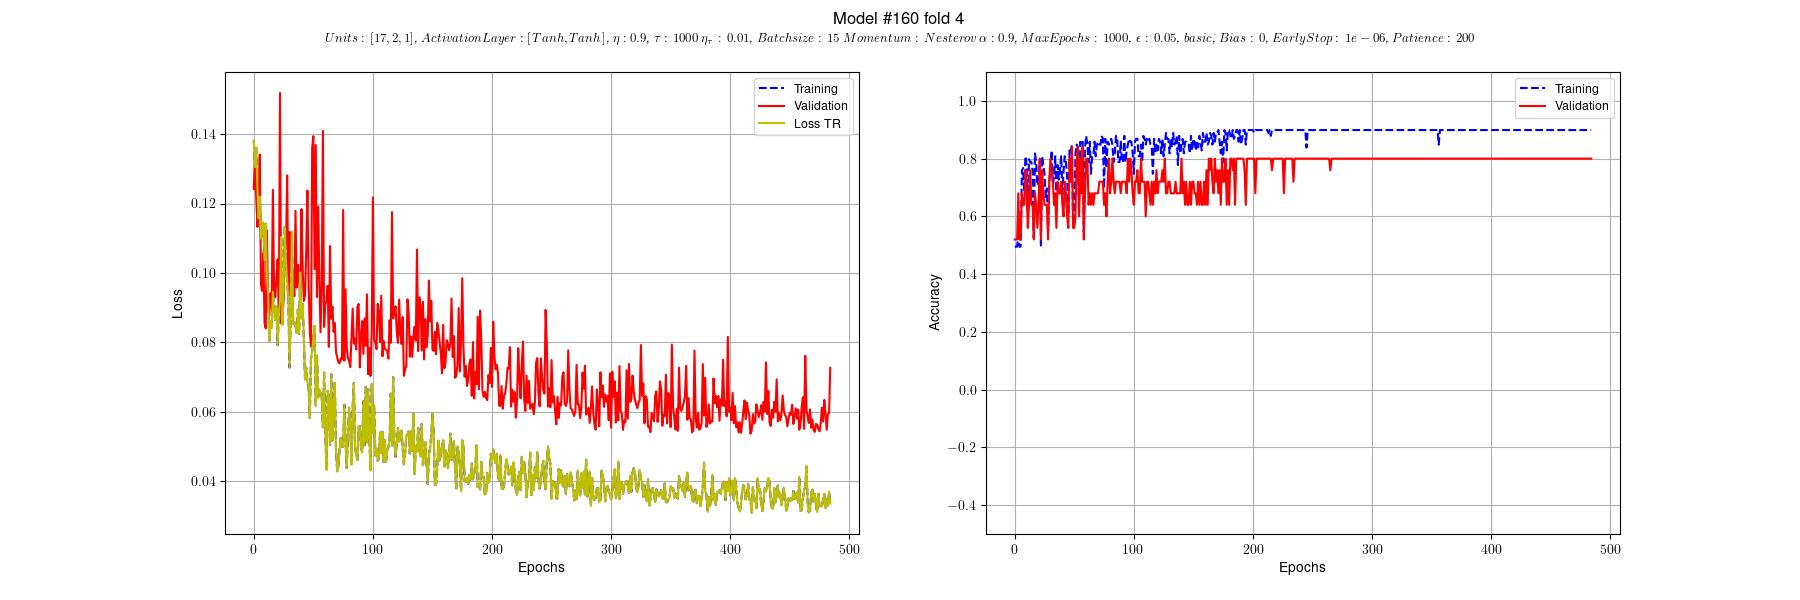 Model #160 fold 4
Units : [17, 2, 1], ActivationLayer : [Tanh, Tanh], η : 0.9, τ : 1000 ητ : 0.01, Batchsize : 15 Momentum : Nesterov α : 0.9, MaxEpochs : 1000, ϵ : 0.05, basic, Bias : 0, EarlyStop : 1e − 06, Patience : 200
Training
Validation
Loss TR
0.14
0.12
0.10
0.08
0.06
0.04
Loss
0 100 200 300 400 500
Epochs
Training
Validation
1.0
0.8
0.6
0.4
0.2
0.0
−0.2
−0.4
Accuracy
0 100 200 300 400 500
Epochs